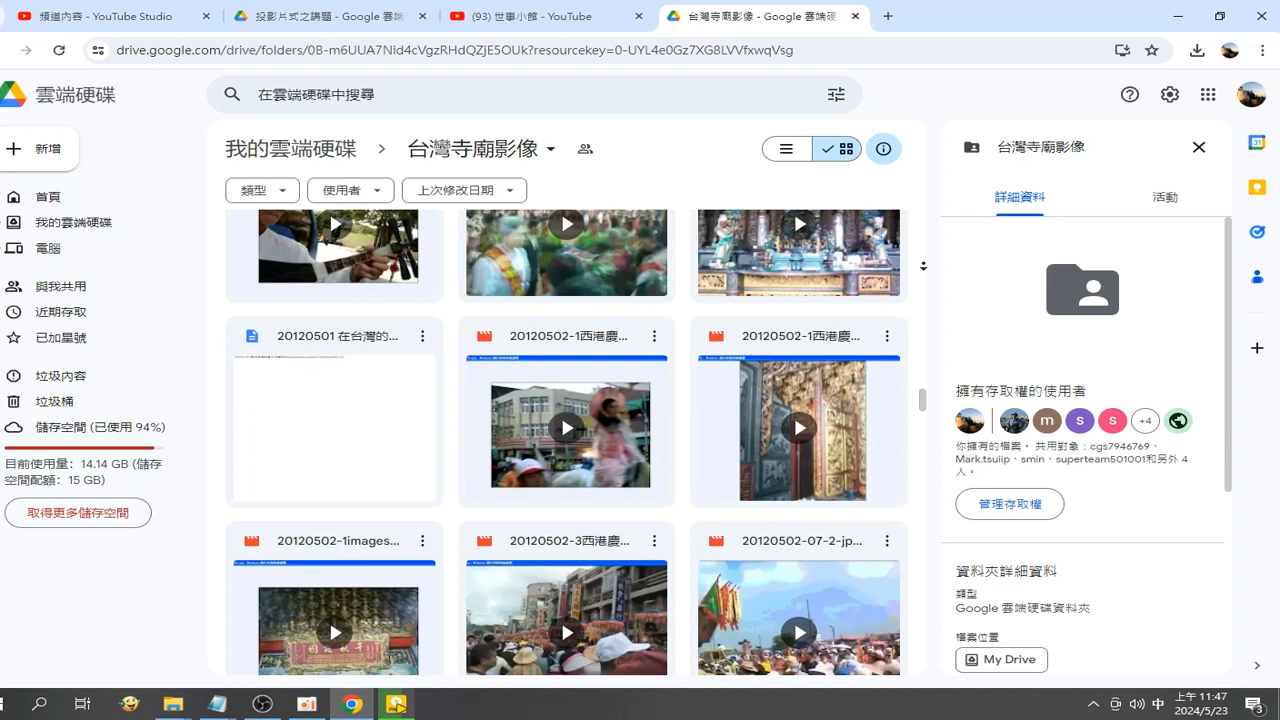 頻道內容 - YouTube Studio
投影片式之講題 - Google 雲端
(93) 世事小館 - YouTube
台灣寺廟影像 - Google 雲端硬
drive.google.com/drive/folders/0B-m6UUA7Nid4cVgzRHdQZjE5OUk?resourcekey=0-UYL4e0Gz7XG8LVVfxwqVsg
雲端硬碟
在雲端硬碟中搜尋
新增
首頁
我的雲端硬碟
電腦
與我共用
近期存取
已加星號
垃圾內容
垃圾桶
儲存空間 (已使用 94%)
目前使用量：14.14 GB (儲存
空間配額：15 GB)
取得更多儲存空間
我的雲端硬碟
台灣寺廟影像
類型
使用者
上次修改日期
20120501 在台灣的...
20120502-1西港慶...
20120502-1西港慶...
20120502-1images...
20120502-3西港慶...
20120502-07-2-jp...
台灣寺廟影像
詳細資料
活動
擁有存取權的使用者
m
s
s
+4
你擁有的檔案。 共用對象：cgs7946769、
Mark.tsuiip、smin、superteam501001和另外 4
人。
管理存取權
資料夾詳細資料
類型
Google 雲端硬碟資料夾
檔案位置
My Drive
31
中
上午 11:47
2024/5/23
3